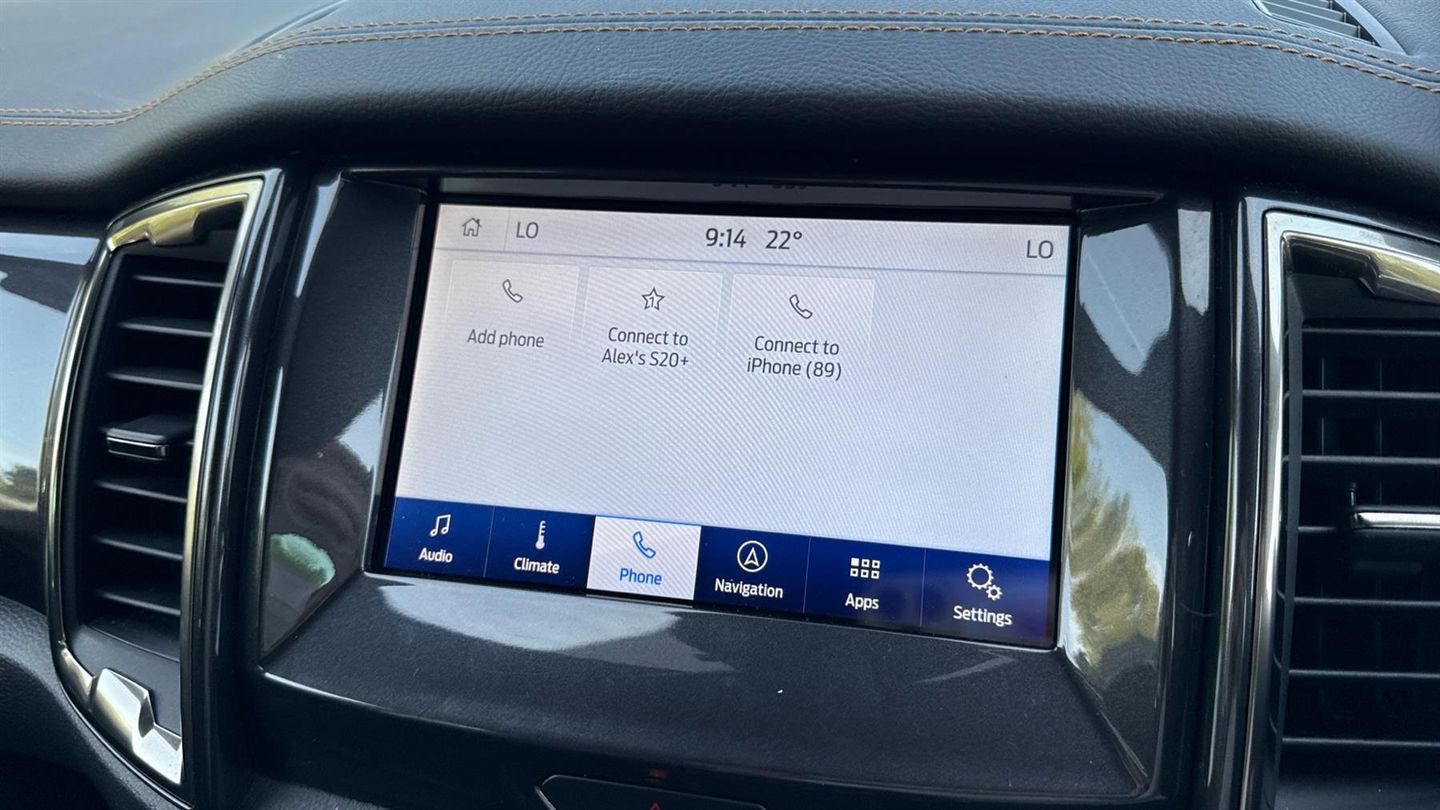 LO 9:14 22° LO
Add phone
1
Connect to
Alex's S20+
Connect to
iPhone (89)
Audio
Climate
Phone
Navigation
Apps
Settings